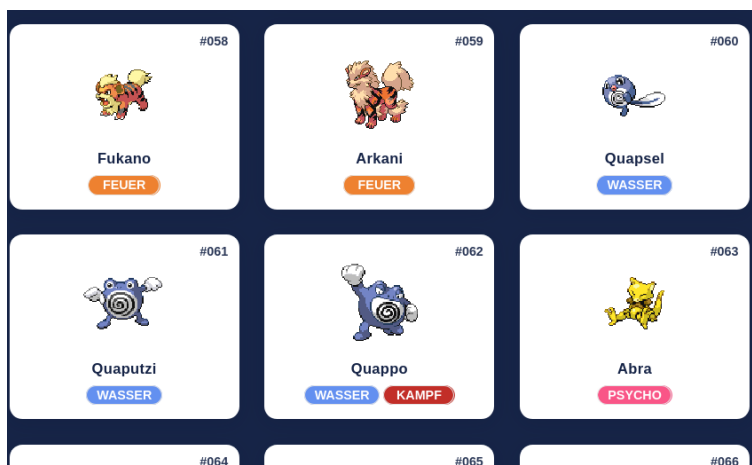 #058
Fukano
FEUER
#059
Arkani
FEUER
#060
Quapsel
WASSER
#061
Quaputzi
WASSER
#062
Quappo
WASSER KAMPF
#063
Abra
PSYCHO
#064
#065
#066